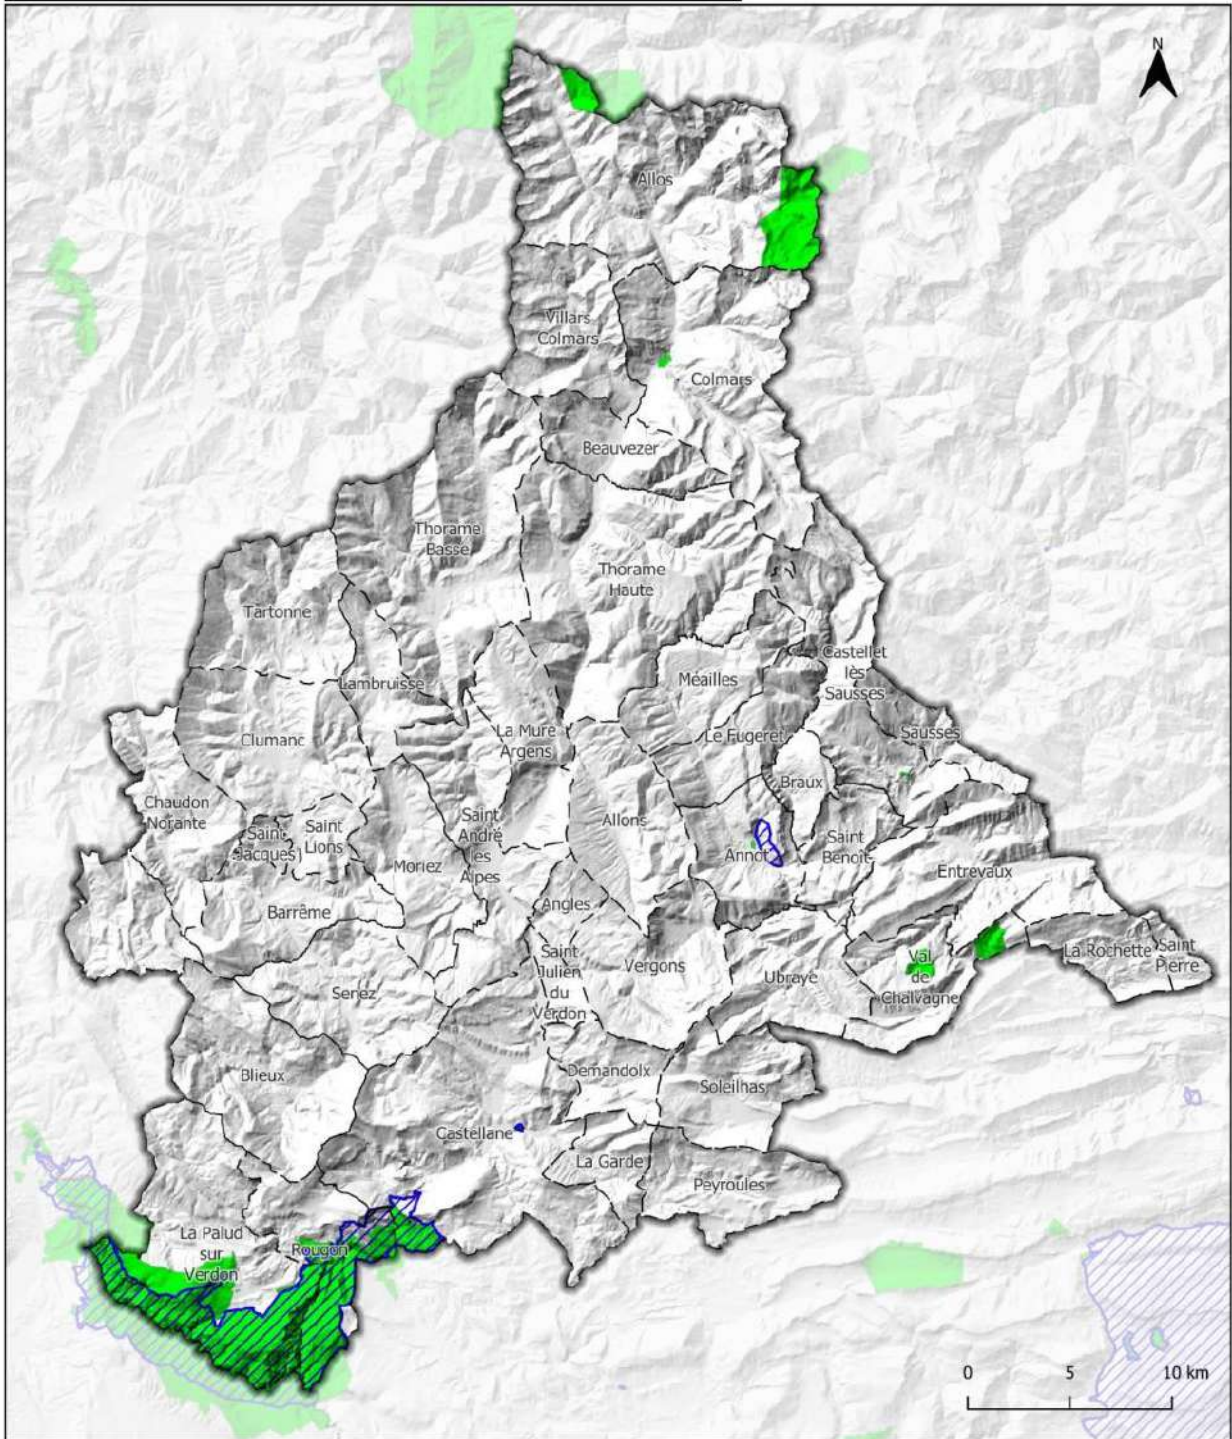 N
Allos
Villars
Colmars
Colmars
Beauvezer
Thorame
Basse
Thorame
Haute
Tartonne
Castellet
lès
Sausses
Lambruisse
Méailles
La Mure
Argens
Clumanc
Le Fugeret
Sausses
Braux
Chaudon
Norante
Saint
Jacques
Saint
Lions
Saint
André
les
Alpes
Allons
Moriez
Annot
Saint
Benoit
Entrevaux
Barrême
Angles
Saint
Julien
du
Verdon
Vergons
Ubraye
Val
de
Chalvagne
La Rochette
Saint
Pierre
Senez
Blieux
Demandolx
Soleilhas
Castellane
La Garde
Peyroules
La Palud
sur
Verdon
Rougon
0 5 10 km